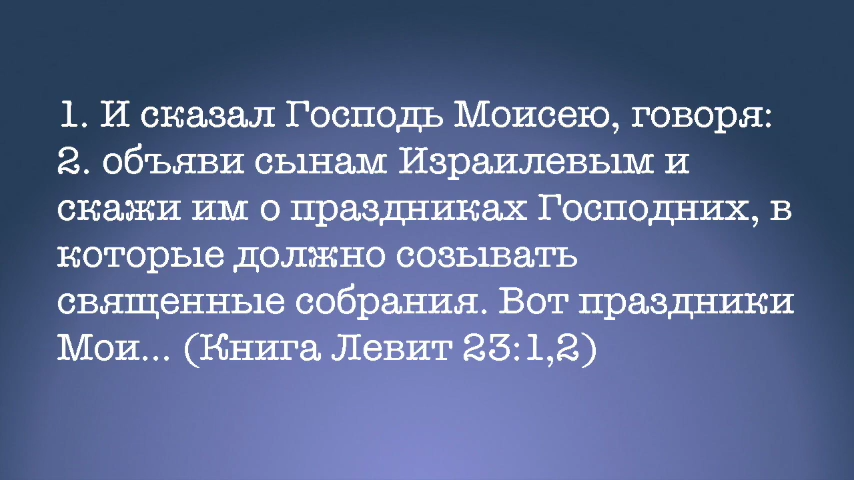 1. И сказал Господь Моисею, говоря:
2. объяви сынам Израилевым и
скажи им о праздниках Господних, в
которые должно созывать
священные собрания. Вот праздники
Мои... (Книга Левит 23:1,2)